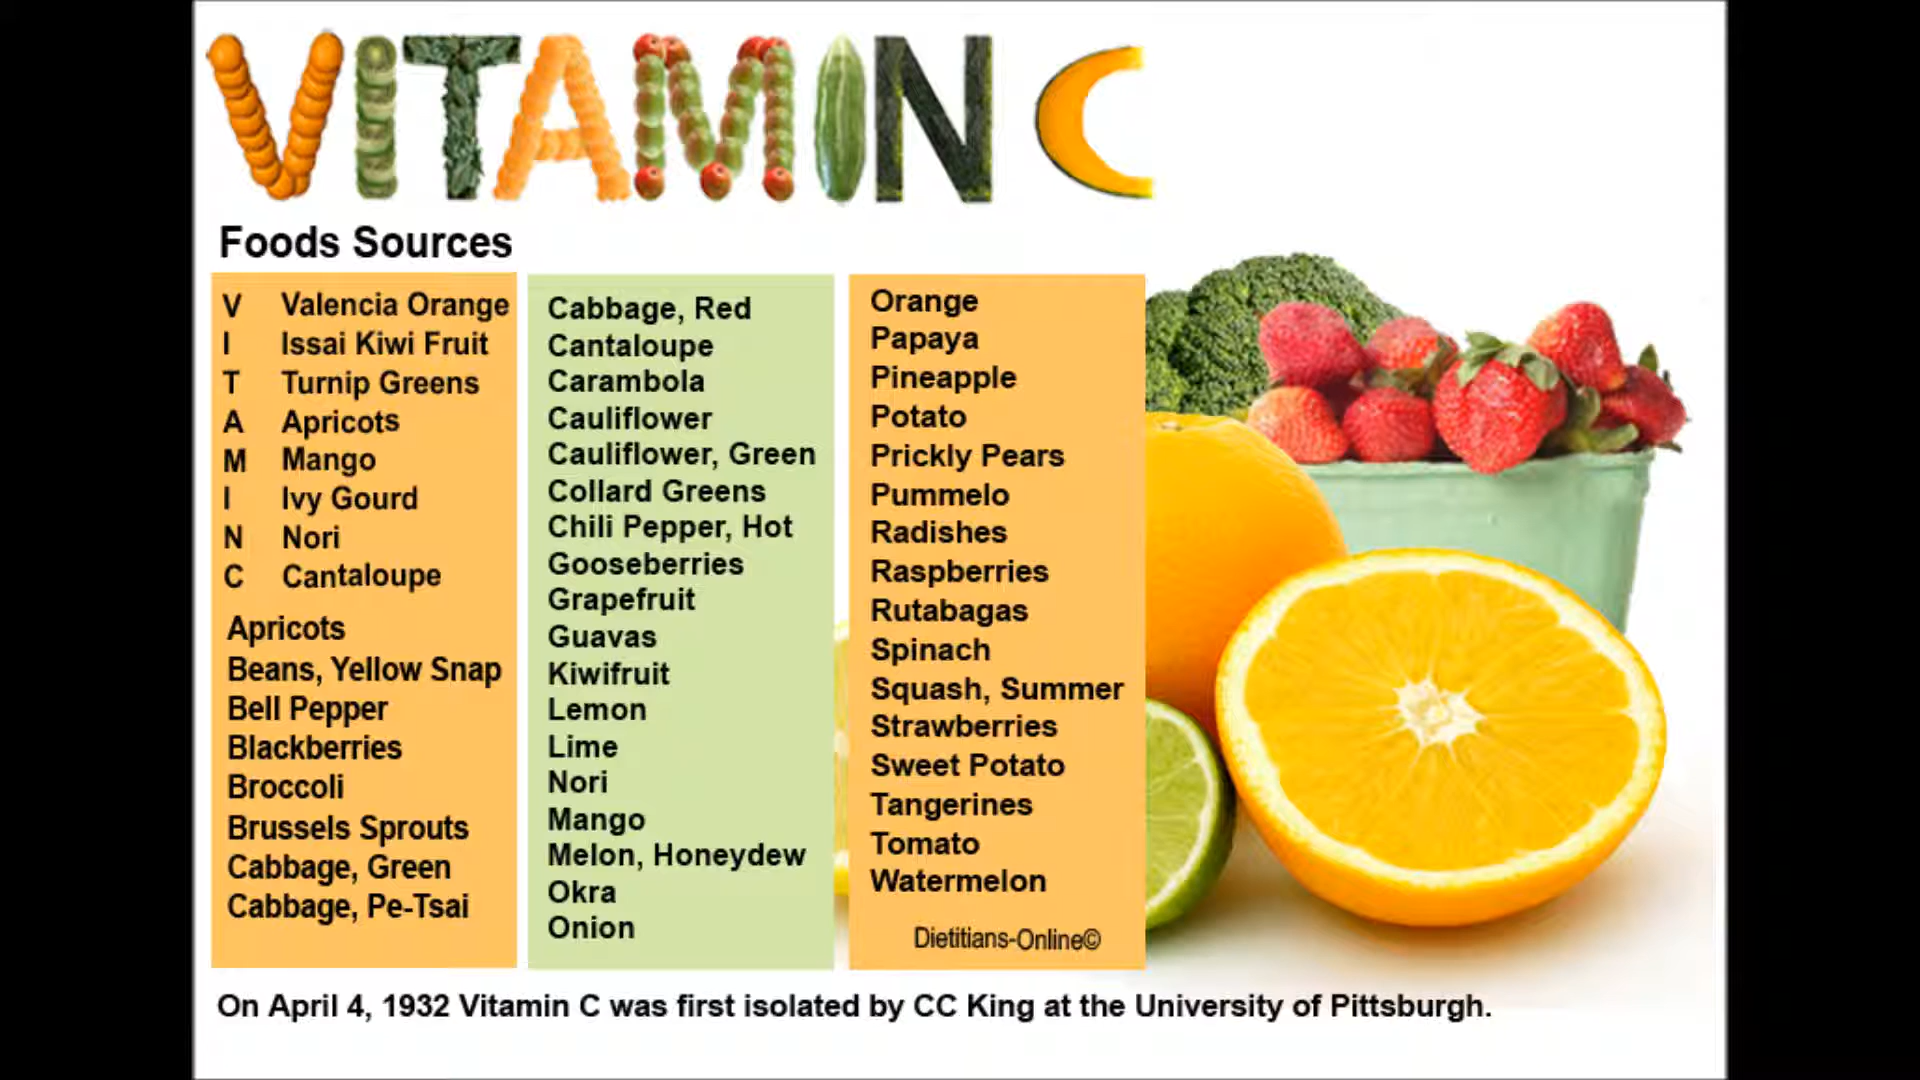 VITAMIN C
Foods Sources
V Valencia Orange
I Issai Kiwi Fruit
T Turnip Greens
A Apricots
M Mango
I Ivy Gourd
N Nori
C Cantaloupe
Apricots
Beans, Yellow Snap
Bell Pepper
Blackberries
Broccoli
Brussels Sprouts
Cabbage, Green
Cabbage, Pe-Tsai
Cabbage, Red
Cantaloupe
Carambola
Cauliflower
Cauliflower, Green
Collard Greens
Chili Pepper, Hot
Gooseberries
Grapefruit
Guavas
Kiwifruit
Lemon
Lime
Nori
Mango
Melon, Honeydew
Okra
Onion
Orange
Papaya
Pineapple
Potato
Prickly Pears
Pummelo
Radishes
Raspberries
Rutabagas
Spinach
Squash, Summer
Strawberries
Sweet Potato
Tangerines
Tomato
Watermelon
Dietitians-Online©
On April 4, 1932 Vitamin C was first isolated by CC King at the University of Pittsburgh.